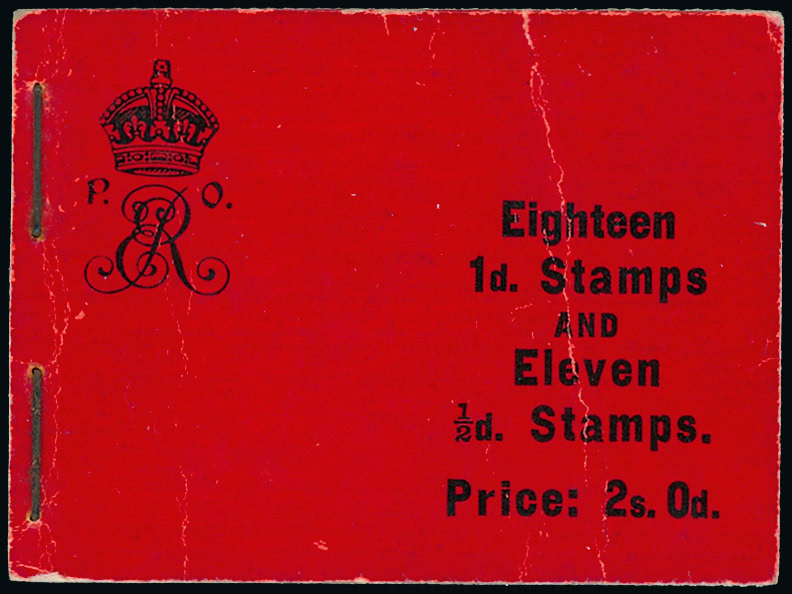 P. O.
ER
Eighteen
1d. Stamps
AND
Eleven
½d. Stamps.
Price: 2s. 0d.